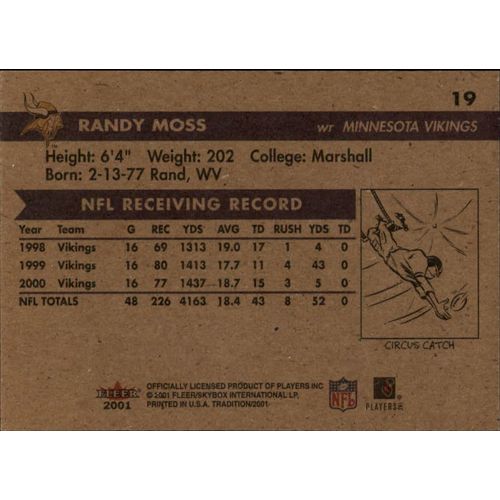 19
RANDY MOSS WR MINNESOTA VIKINGS
Height: 6'4" Weight: 202 College: Marshall
Born: 2-13-77 Rand, WV
NFL RECEIVING RECORD
Year Team G REC YDS AVG TD RUSH YDS TD
1998 Vikings 16 69 1313 19.0 17 1 4 0
1999 Vikings 16 80 1413 17.7 11 4 43 0
2000 Vikings 16 77 1437 18.7 15 3 5 0
NFL TOTALS 48 226 4163 18.4 43 8 52 0
CIRCUS CATCH
FLEER
2001
OFFICIALLY LICENSED PRODUCT OF PLAYERS INC
© 2001 FLEER/SKYBOX INTERNATIONAL LP.
PRINTED IN U.S.A. TRADITION/2001
NFL
PLAYERS INC